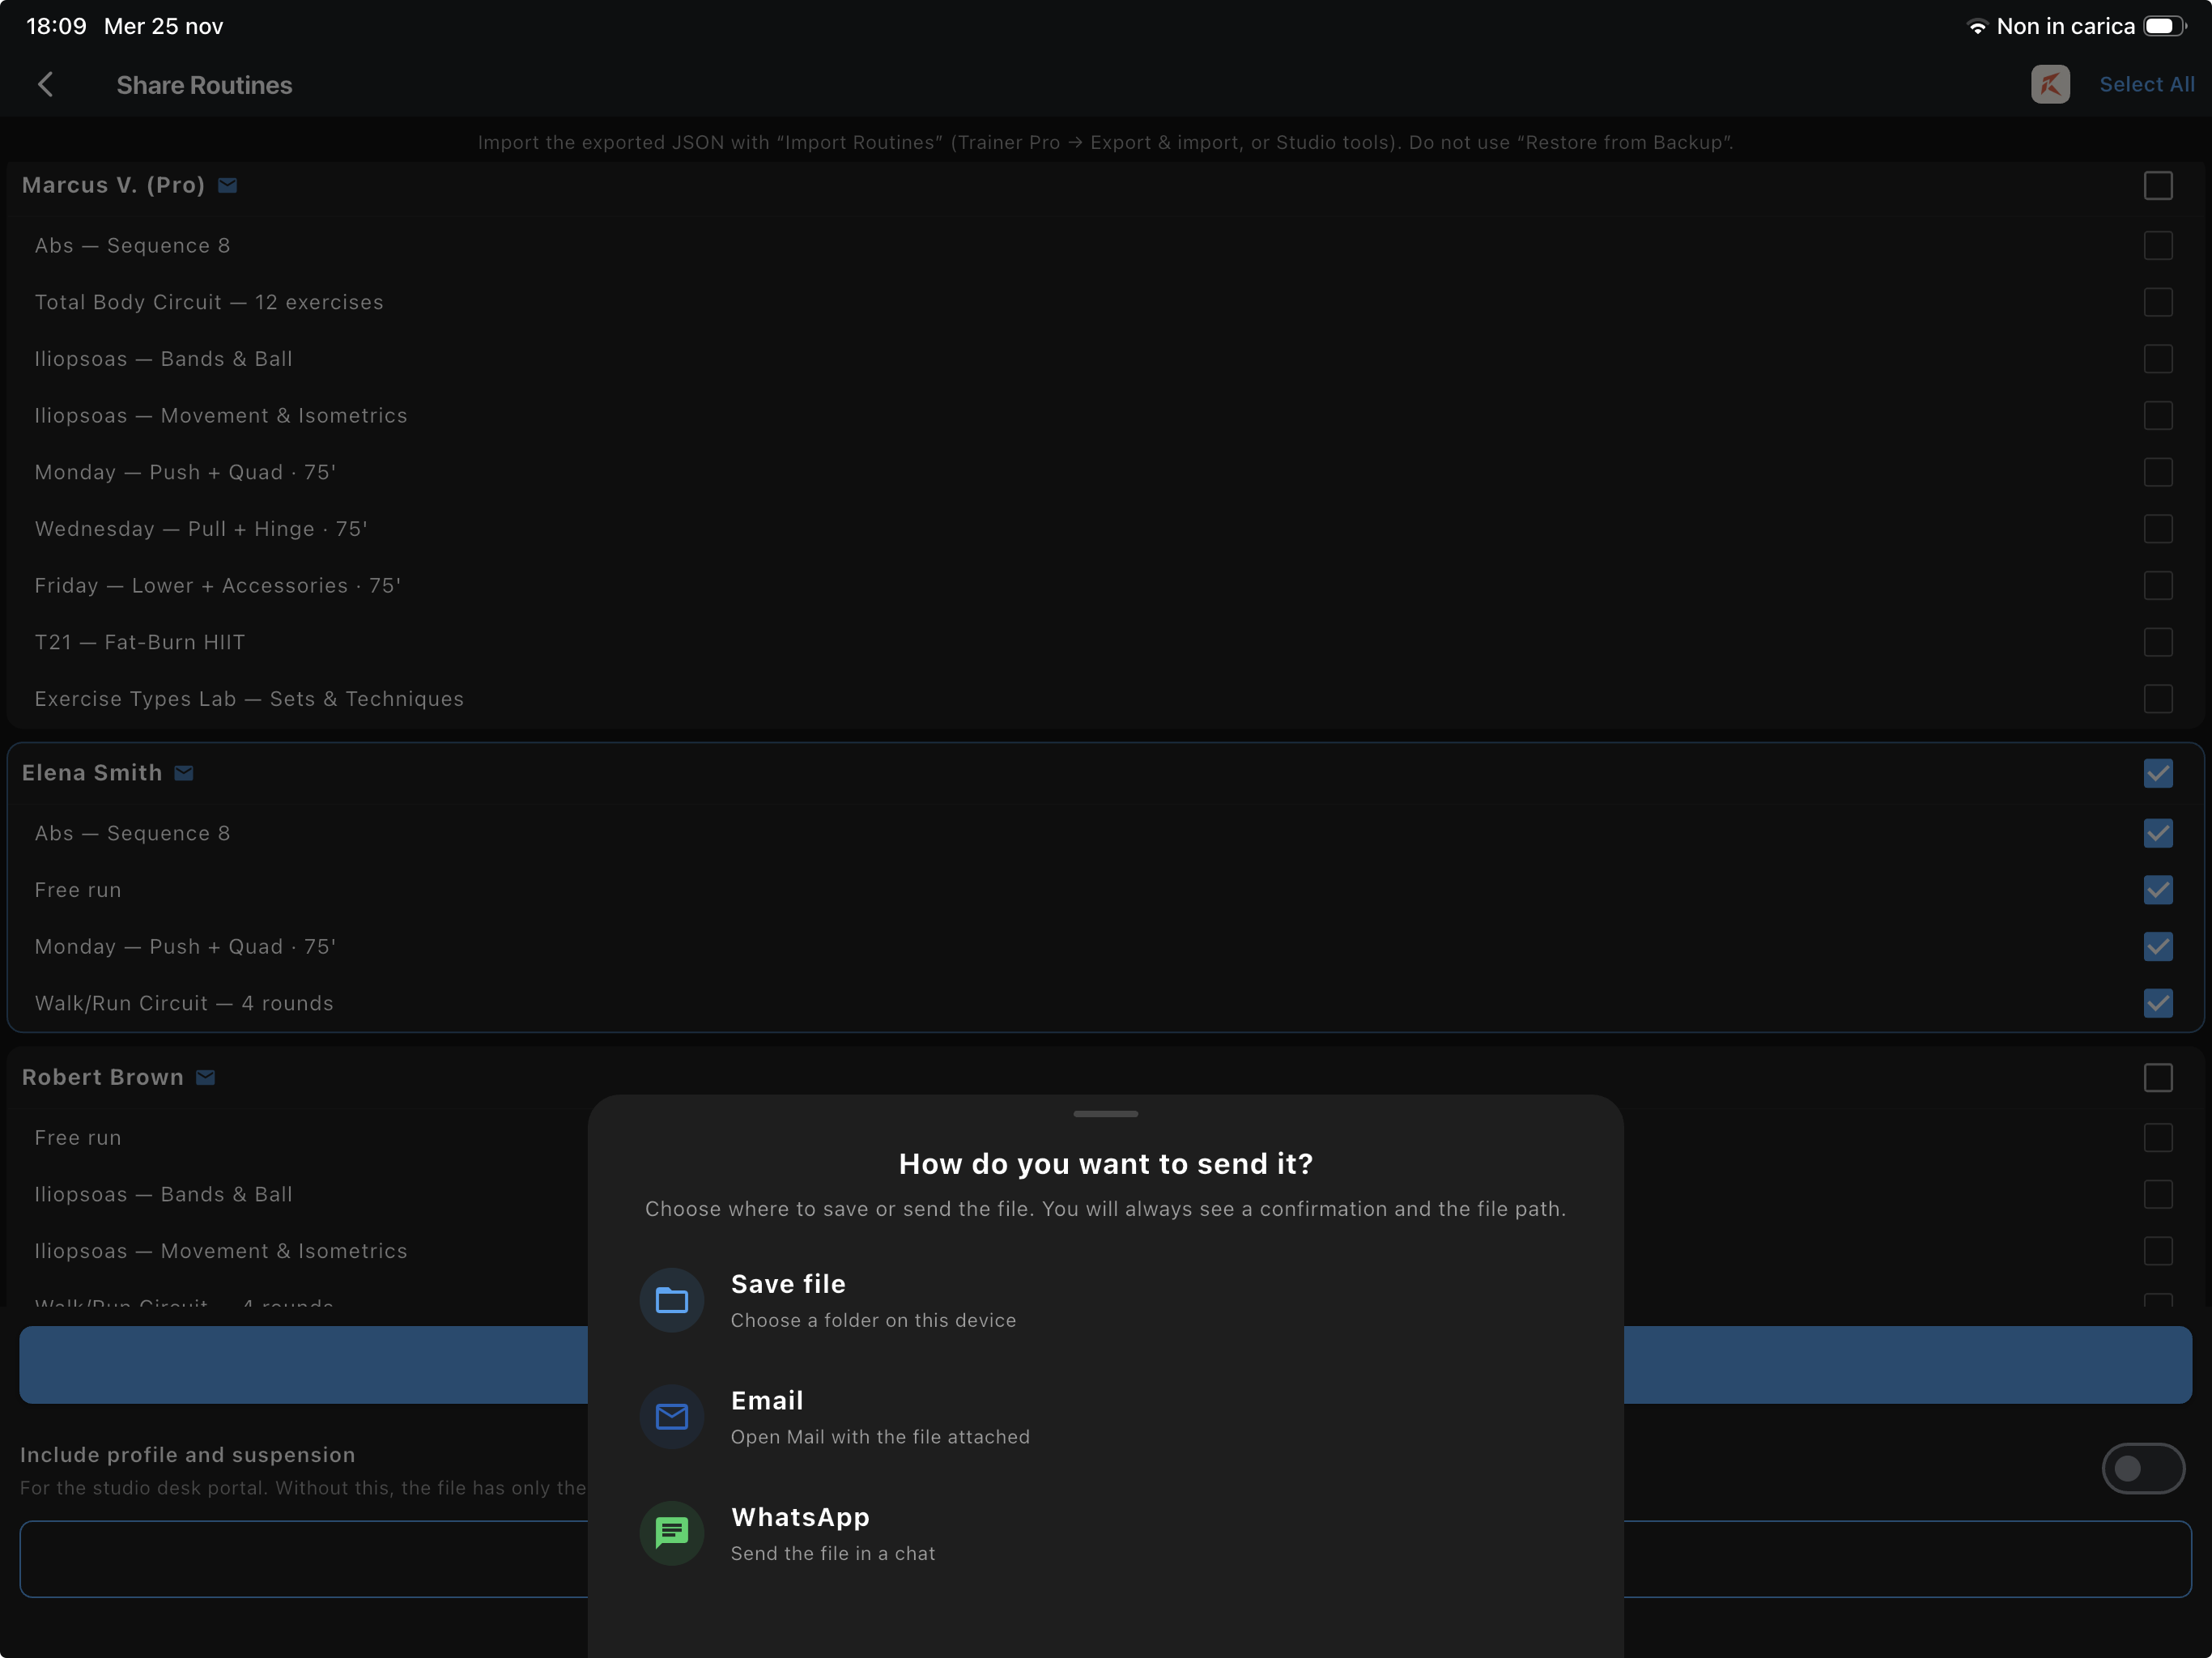 18:09 Mer 25 nov
Non in carica
Share Routines
Select All
Import the exported JSON with “Import Routines” (Trainer Pro → Export & import, or Studio tools). Do not use “Restore from Backup”.
Marcus V. (Pro)
Abs — Sequence 8
Total Body Circuit — 12 exercises
Iliopsoas — Bands & Ball
Iliopsoas — Movement & Isometrics
Monday — Push + Quad · 75'
Wednesday — Pull + Hinge · 75'
Friday — Lower + Accessories · 75'
T21 — Fat-Burn HIIT
Exercise Types Lab — Sets & Techniques
Elena Smith
Abs — Sequence 8
Free run
Monday — Push + Quad · 75'
Walk/Run Circuit — 4 rounds
Robert Brown
Free run
Iliopsoas — Bands & Ball
Iliopsoas — Movement & Isometrics
Walk/Run Circuit — 4 rounds
How do you want to send it?
Choose where to save or send the file. You will always see a confirmation and the file path.
Save file
Choose a folder on this device
Email
Open Mail with the file attached
WhatsApp
Send the file in a chat
Include profile and suspension
For the studio desk portal. Without this, the file has only the